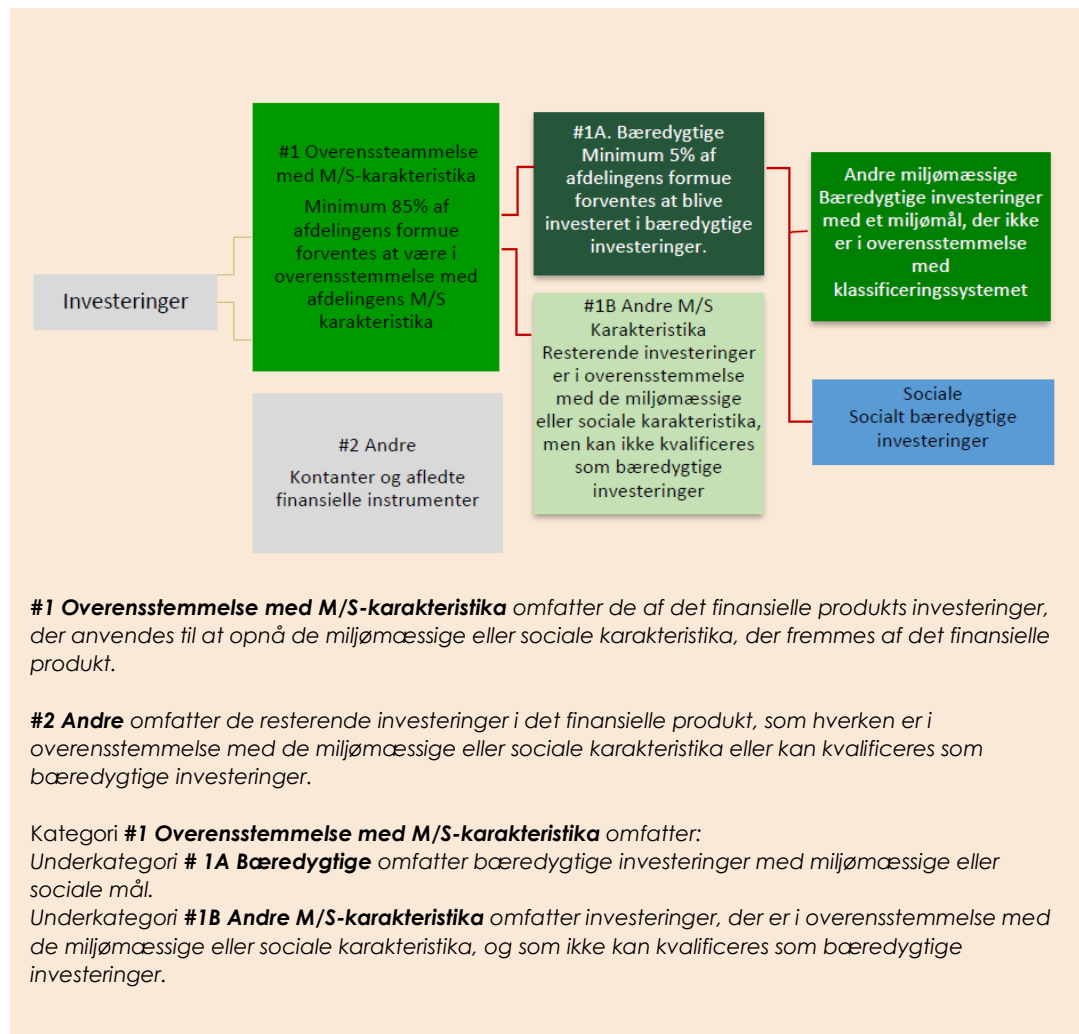 Investeringer
#1 Overenssteammelse
med M/S-karakteristika
Minimum 85% af
afdelingens formue
forventes at være i
overensstemmelse med
afdelingens M/S
karakteristika
#2 Andre
Kontanter og afledte
finansielle instrumenter
#1A. Bæredygtige
Minimum 5% af
afdelingens formue
forventes at blive
investeret i bæredygtige
investeringer.
#1B Andre M/S
Karakteristika
Resterende investeringer
er i overensstemmelse
med de miljømæssige
eller sociale karakteristika,
men kan ikke kvalificeres
som bæredygtige
investeringer
Andre miljømæssige
Bæredygtige investeringer
med et miljømål, der ikke
er i overensstemmelse
med
klassificeringssystemet
Sociale
Socialt bæredygtige
investeringer
#1 Overensstemmelse med M/S-karakteristika omfatter de af det finansielle produkts investeringer,
der anvendes til at opnå de miljømæssige eller sociale karakteristika, der fremmes af det finansielle
produkt.
#2 Andre omfatter de resterende investeringer i det finansielle produkt, som hverken er i
overensstemmelse med de miljømæssige eller sociale karakteristika eller kan kvalificeres som
bæredygtige investeringer.
Kategori #1 Overensstemmelse med M/S-karakteristika omfatter:
Underkategori # 1A Bæredygtige omfatter bæredygtige investeringer med miljømæssige eller
sociale mål.
Underkategori #1B Andre M/S-karakteristika omfatter investeringer, der er i overensstemmelse med
de miljømæssige eller sociale karakteristika, og som ikke kan kvalificeres som bæredygtige
investeringer.